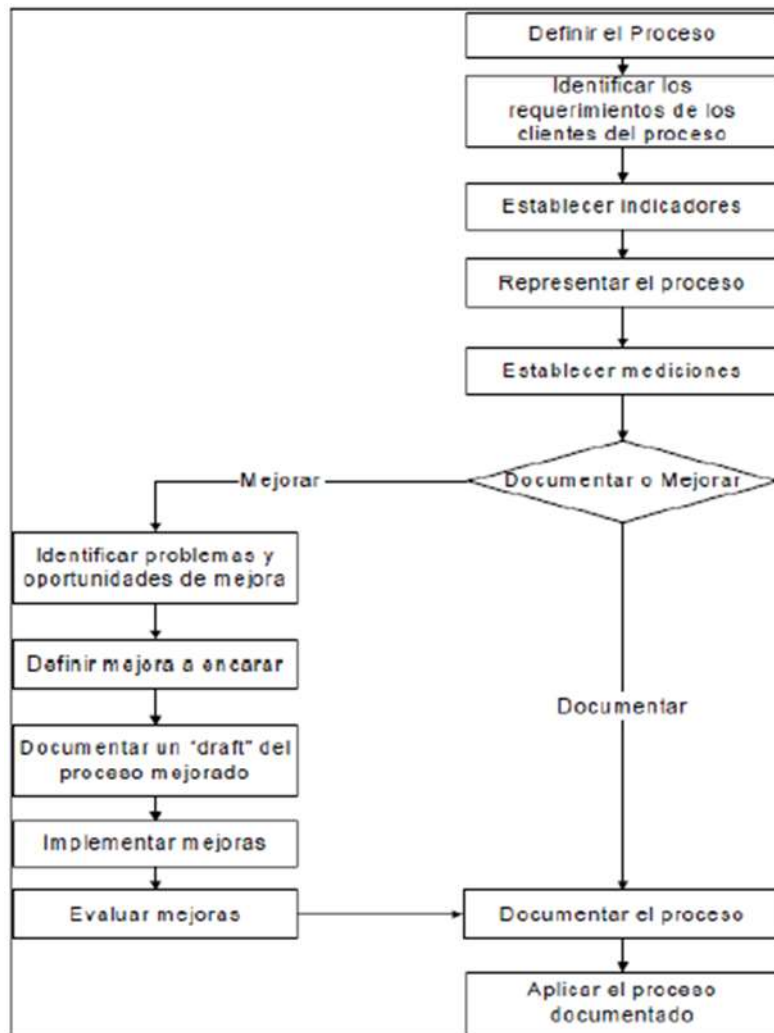 Definir el Proceso
Identificar los
requerimientos de los
clientes del proceso
Establecer indicadores
Representar el proceso
Establecer mediciones
Documentar o Mejorar
Mejorar
Identificar problemas y
oportunidades de mejora
Definir mejora a encarar
Documentar un "draft" del
proceso mejorado
Implementar mejoras
Evaluar mejoras
Documentar
Documentar el proceso
Aplicar el proceso
documentado